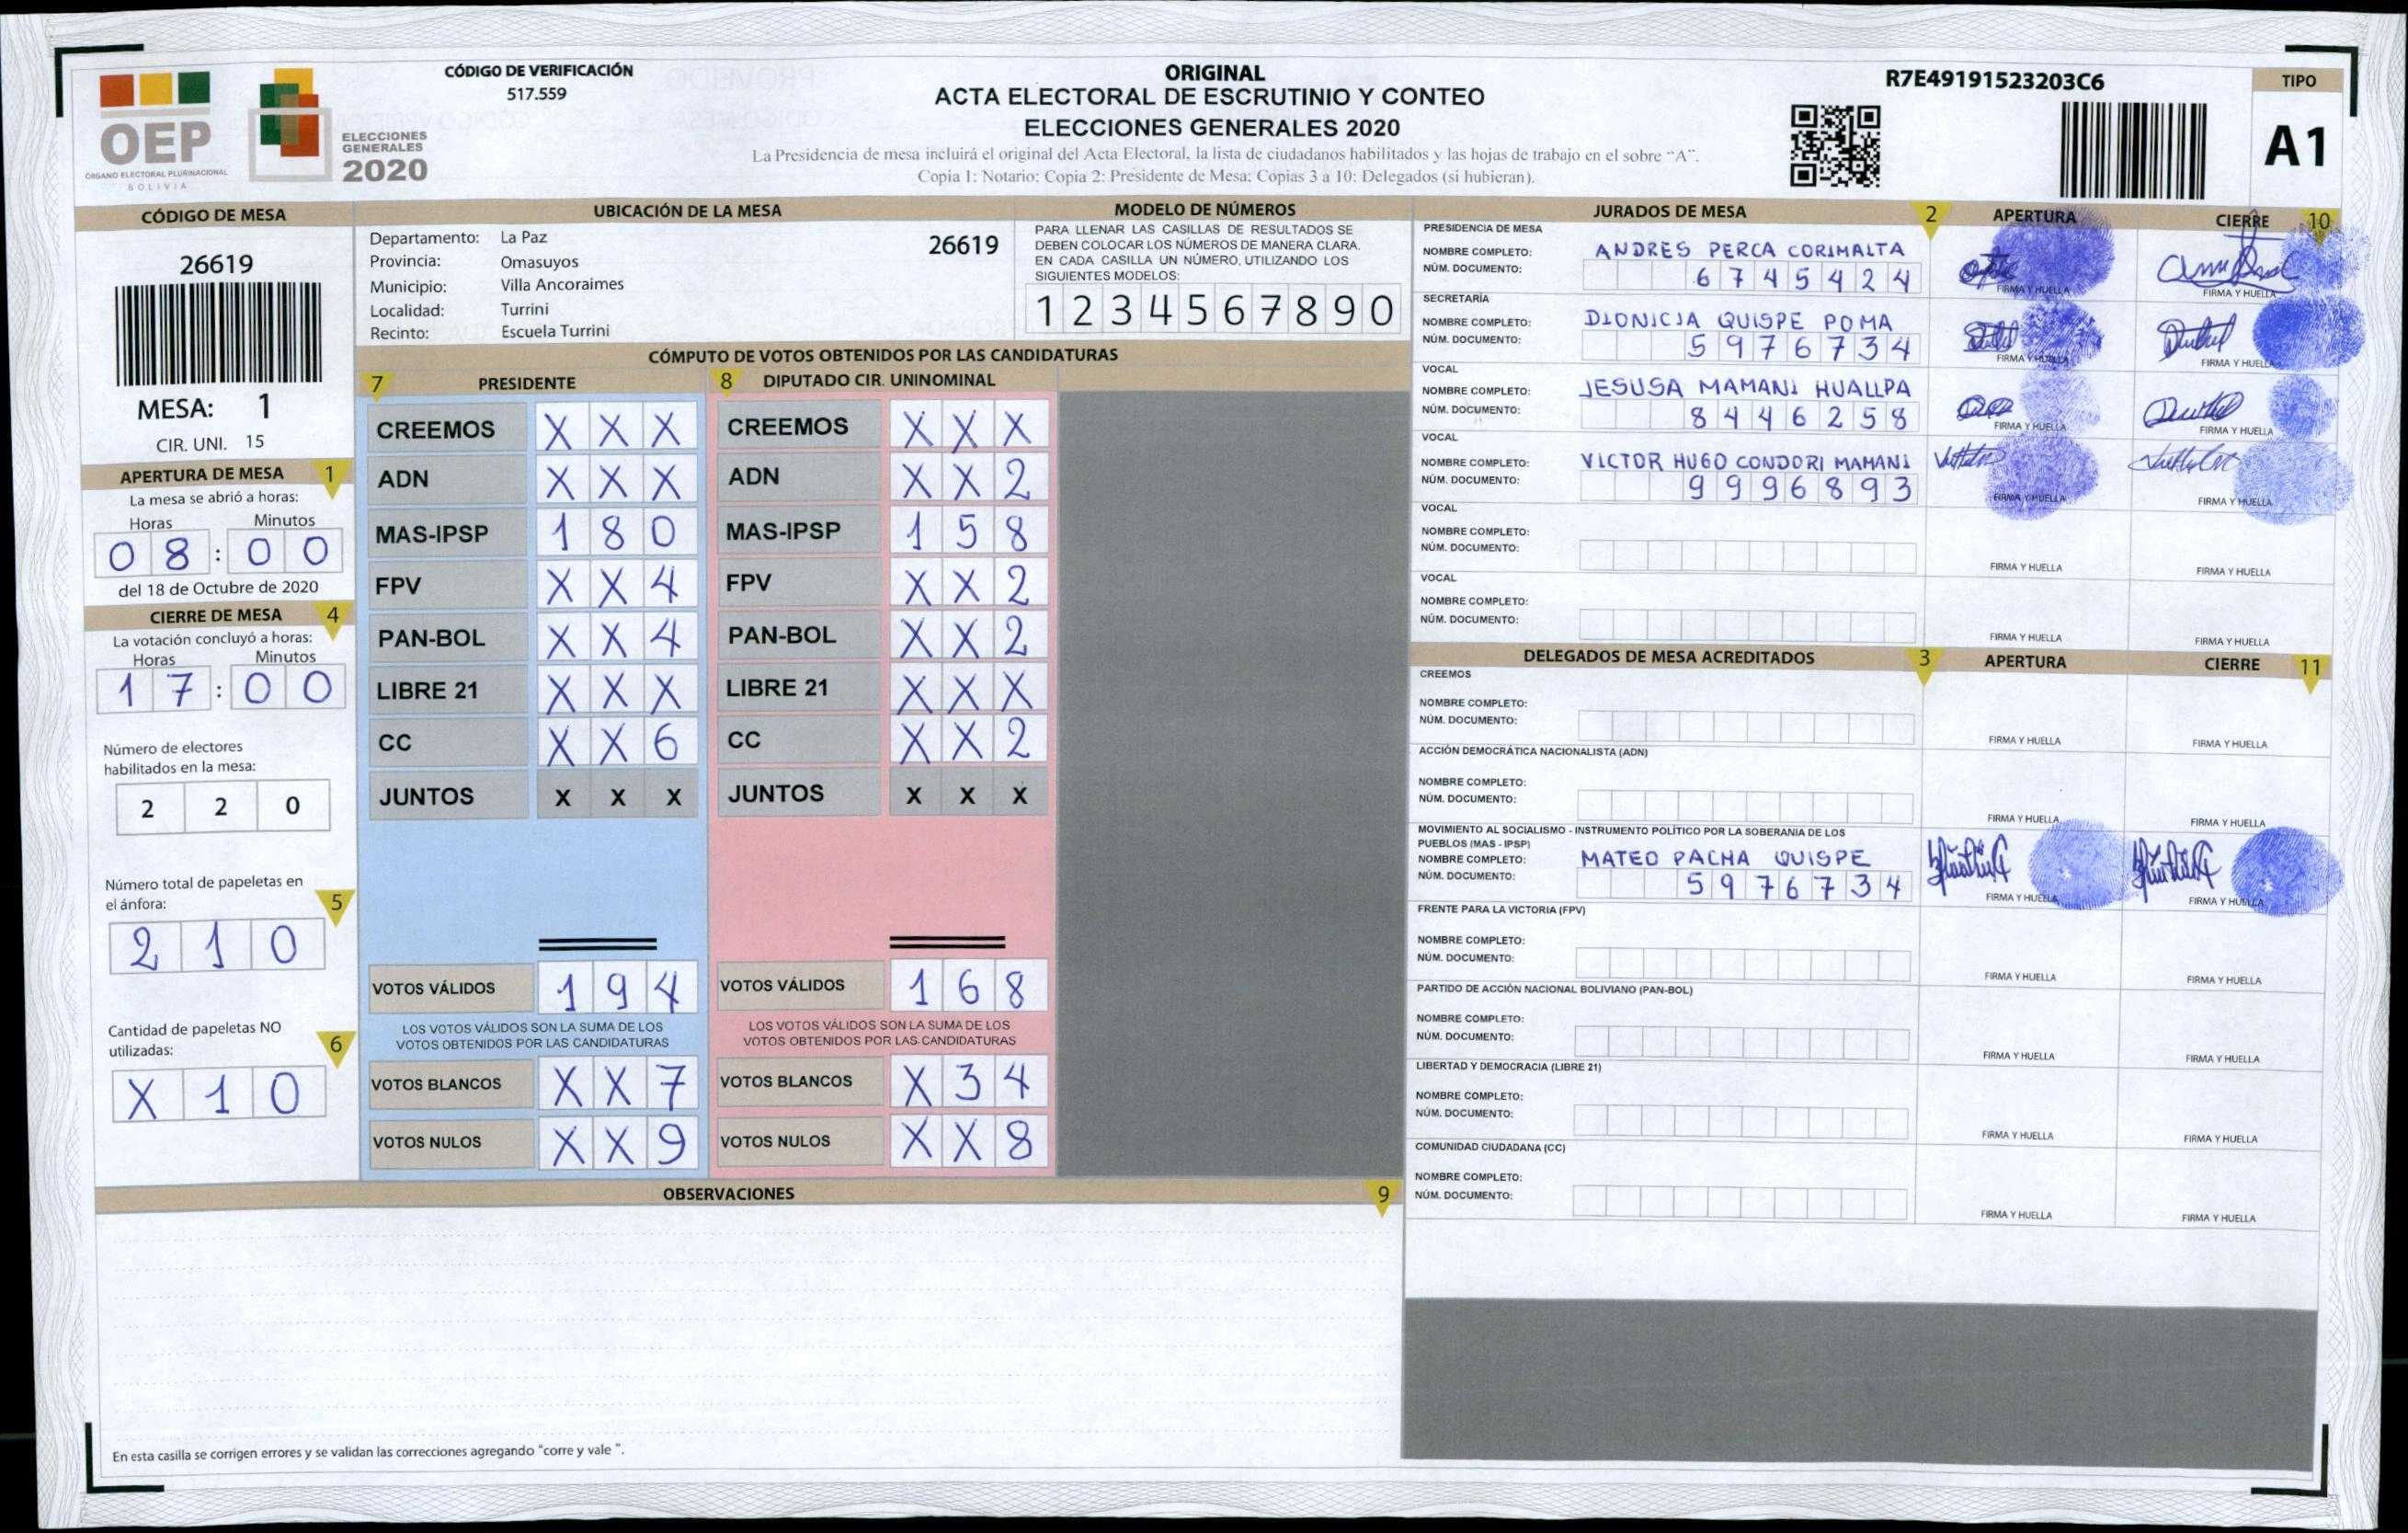 OEP
ÓRGANO ELECTORAL PLURINACIONAL
BOLIVIA
ELECCIONES
GENERALES
2020
CÓDIGO DE VERIFICACIÓN
517.559
ORIGINAL
ACTA ELECTORAL DE ESCRUTINIO Y CONTEO
ELECCIONES GENERALES 2020
La Presidencia de mesa incluirá el original del Acta Electoral, la lista de ciudadanos habilitados y las hojas de trabajo en el sobre "A".
Copia 1: Notario; Copia 2: Presidente de Mesa; Copias 3 a 10: Delegados (si hubieran).
R7E49191523203C6
TIPO
A1
CÓDIGO DE MESA
26619
MESA: 1
CIR. UNI. 15
APERTURA DE MESA 1
La mesa se abrió a horas:
Horas Minutos
08:00
del 18 de Octubre de 2020
CIERRE DE MESA 4
La votación concluyó a horas:
Horas Minutos
17:00
Número de electores
habilitados en la mesa:
2 2 0
Número total de papeletas en
el ánfora: 5
2 1 0
Cantidad de papeletas NO
utilizadas: 6
X 1 0
UBICACIÓN DE LA MESA
Departamento: La Paz 26619
Provincia: Omasuyos
Municipio: Villa Ancoraimes
Localidad: Turrini
Recinto: Escuela Turrini
MODELO DE NÚMEROS
PARA LLENAR LAS CASILLAS DE RESULTADOS SE
DEBEN COLOCAR LOS NÚMEROS DE MANERA CLARA.
EN CADA CASILLA UN NÚMERO, UTILIZANDO LOS
SIGUIENTES MODELOS:
1 2 3 4 5 6 7 8 9 0
CÓMPUTO DE VOTOS OBTENIDOS POR LAS CANDIDATURAS
7 PRESIDENTE 8 DIPUTADO CIR. UNINOMINAL
CREEMOS X X X CREEMOS X X X
ADN X X X ADN X X 2
MAS-IPSP 1 8 0 MAS-IPSP 1 5 8
FPV X X 4 FPV X X 2
PAN-BOL X X 4 PAN-BOL X X 2
LIBRE 21 X X X LIBRE 21 X X X
CC X X 6 CC X X 2
JUNTOS X X X JUNTOS X X X
VOTOS VÁLIDOS 1 9 4 VOTOS VÁLIDOS 1 6 8
LOS VOTOS VÁLIDOS SON LA SUMA DE LOS LOS VOTOS VÁLIDOS SON LA SUMA DE LOS
VOTOS OBTENIDOS POR LAS CANDIDATURAS VOTOS OBTENIDOS POR LAS CANDIDATURAS
VOTOS BLANCOS X X 7 VOTOS BLANCOS X 3 4
VOTOS NULOS X X 9 VOTOS NULOS X X 8
OBSERVACIONES 9
En esta casilla se corrigen errores y se validan las correcciones agregando "corre y vale ".
JURADOS DE MESA 2 APERTURA CIERRE 10
PRESIDENCIA DE MESA
NOMBRE COMPLETO: ANDRES PERCA CORIMALTA
NÚM. DOCUMENTO: 6745424
FIRMA Y HUELLA FIRMA Y HUELLA
SECRETARÍA
NOMBRE COMPLETO: DIONICIA QUISPE POMA
NÚM. DOCUMENTO: 5976734
FIRMA Y HUELLA FIRMA Y HUELLA
VOCAL
NOMBRE COMPLETO: JESUSA MAMANI HUALLPA
NÚM. DOCUMENTO: 8446258
FIRMA Y HUELLA FIRMA Y HUELLA
VOCAL
NOMBRE COMPLETO: VICTOR HUGO CONDORI MAMANI
NÚM. DOCUMENTO: 9996893
FIRMA Y HUELLA FIRMA Y HUELLA
VOCAL
NOMBRE COMPLETO:
NÚM. DOCUMENTO:
FIRMA Y HUELLA FIRMA Y HUELLA
VOCAL
NOMBRE COMPLETO:
NÚM. DOCUMENTO:
FIRMA Y HUELLA FIRMA Y HUELLA
DELEGADOS DE MESA ACREDITADOS 3 APERTURA CIERRE 11
CREEMOS
NOMBRE COMPLETO:
NÚM. DOCUMENTO:
FIRMA Y HUELLA FIRMA Y HUELLA
ACCIÓN DEMOCRÁTICA NACIONALISTA (ADN)
NOMBRE COMPLETO:
NÚM. DOCUMENTO:
FIRMA Y HUELLA FIRMA Y HUELLA
MOVIMIENTO AL SOCIALISMO - INSTRUMENTO POLÍTICO POR LA SOBERANIA DE LOS
PUEBLOS (MAS - IPSP)
NOMBRE COMPLETO: MATEO PACHA QUISPE
NÚM. DOCUMENTO: 5976734
FIRMA Y HUELLA FIRMA Y HUELLA
FRENTE PARA LA VICTORIA (FPV)
NOMBRE COMPLETO:
NÚM. DOCUMENTO:
FIRMA Y HUELLA FIRMA Y HUELLA
PARTIDO DE ACCIÓN NACIONAL BOLIVIANO (PAN-BOL)
NOMBRE COMPLETO:
NÚM. DOCUMENTO:
FIRMA Y HUELLA FIRMA Y HUELLA
LIBERTAD Y DEMOCRACIA (LIBRE 21)
NOMBRE COMPLETO:
NÚM. DOCUMENTO:
FIRMA Y HUELLA FIRMA Y HUELLA
COMUNIDAD CIUDADANA (CC)
NOMBRE COMPLETO:
NÚM. DOCUMENTO:
FIRMA Y HUELLA FIRMA Y HUELLA